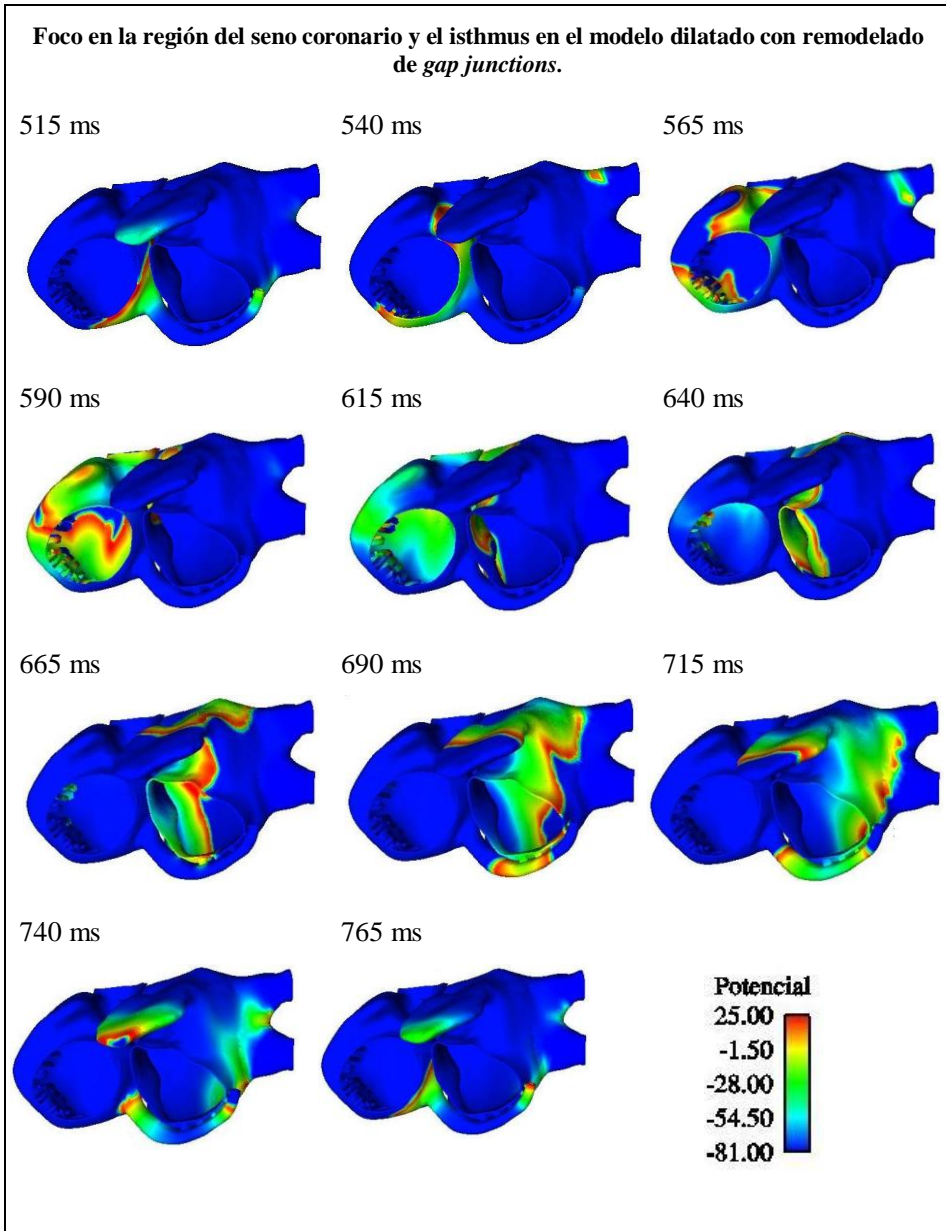 Foco en la región del seno coronario y el isthmus en el modelo dilatado con remodelado
de gap junctions.
515 ms 540 ms 565 ms
590 ms 615 ms 640 ms
665 ms 690 ms 715 ms
740 ms 765 ms
Potencial
25.00
-1.50
-28.00
-54.50
-81.00